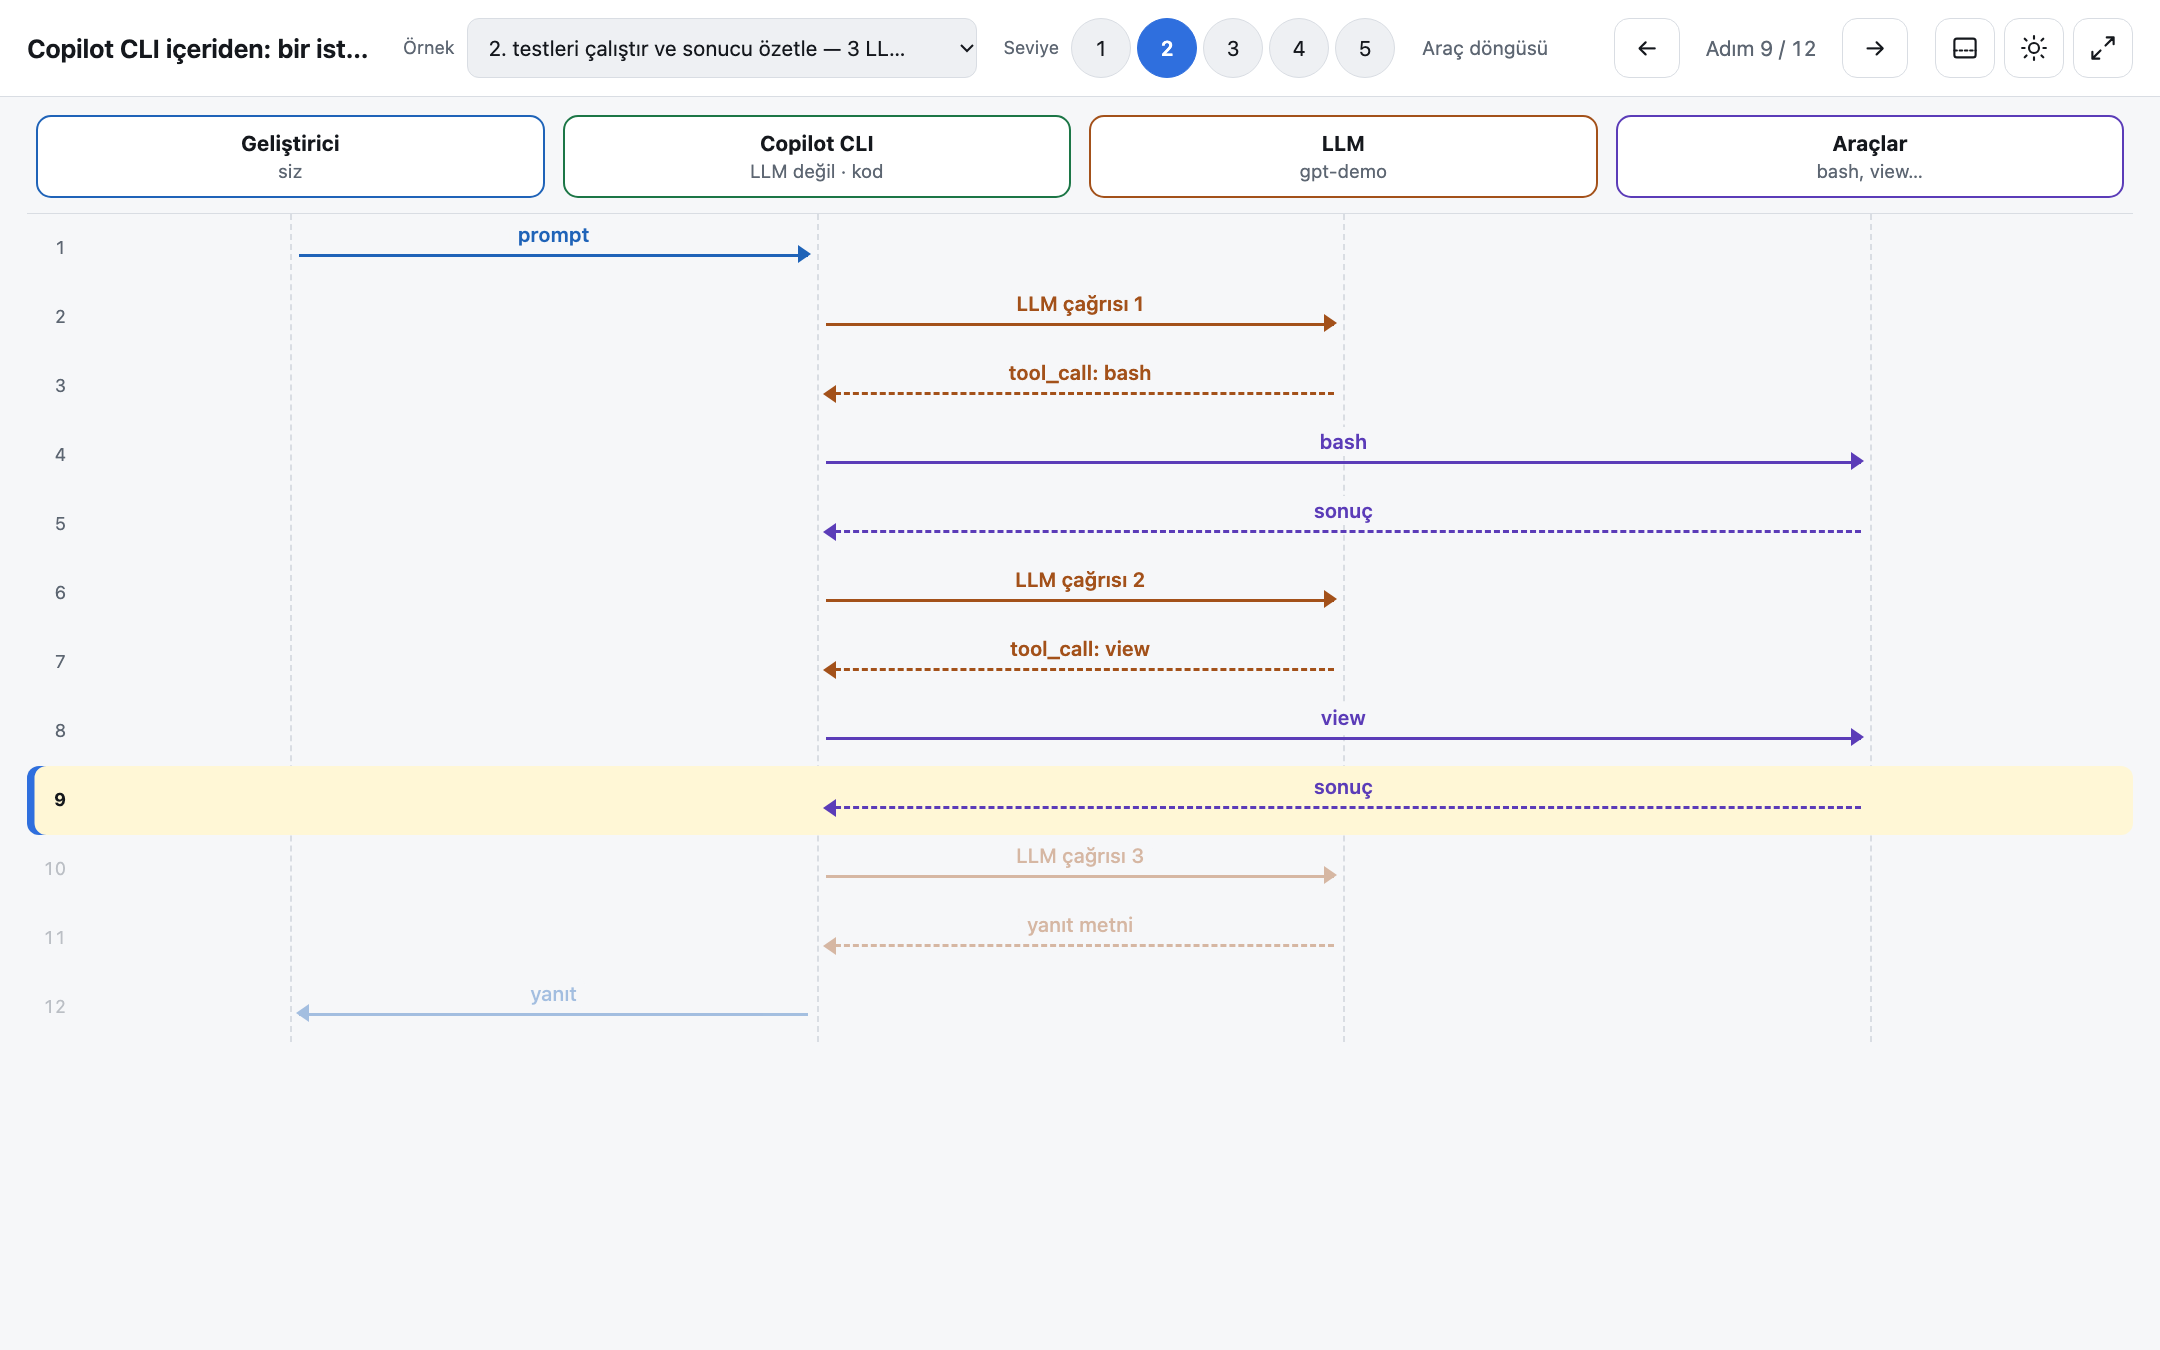 Copilot CLI içeriden: bir ist...
Örnek
2. testleri çalıştır ve sonucu özetle — 3 LL...
Seviye
1
2
3
4
5
Araç döngüsü
Adım 9 / 12
Geliştirici
siz
Copilot CLI
LLM değil · kod
LLM
gpt-demo
Araçlar
bash, view...
1
prompt
2
LLM çağrısı 1
3
tool_call: bash
4
bash
5
sonuç
6
LLM çağrısı 2
7
tool_call: view
8
view
9
sonuç
10
LLM çağrısı 3
11
yanıt metni
12
yanıt